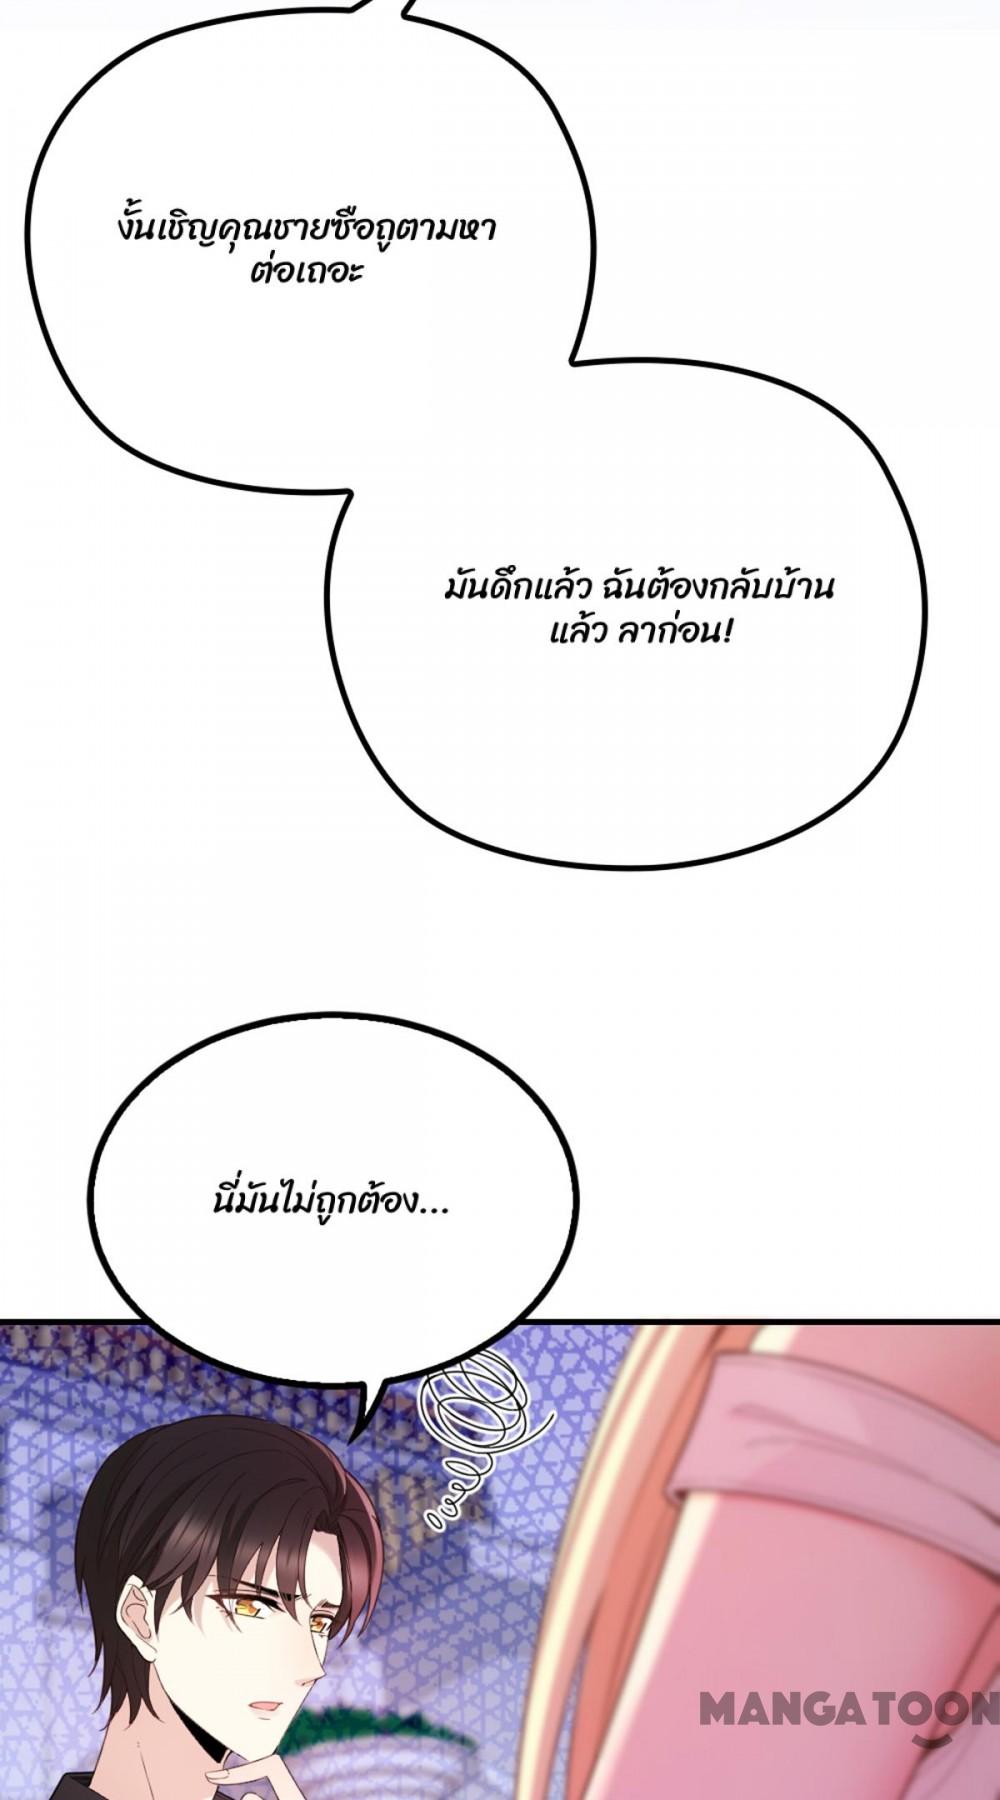 งั้นเชิญคุณชายซือถูตามหา
ต่อเถอะ
มันดึกแล้ว ฉันต้องกลับบ้าน
แล้ว ลาก่อน!
นี่มันไม่ถูกต้อง...
MANGATOON